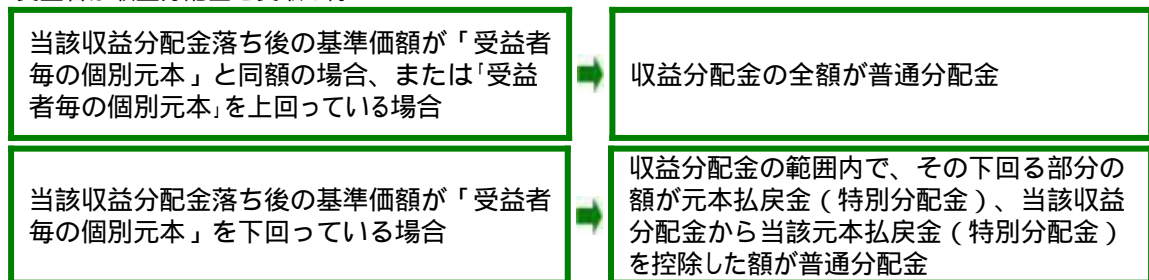 当該収益分配金落ち後の基準価額が「受益者
毎の個別元本」と同額の場合、または「受益
者毎の個別元本」を上回っている場合
収益分配金の全額が普通分配金
当該収益分配金落ち後の基準価額が「受益者
毎の個別元本」を下回っている場合
収益分配金の範囲内で、その下回る部分の
額が元本払戻金(特別分配金)、当該収益
分配金から当該元本払戻金(特別分配金)
を控除した額が普通分配金